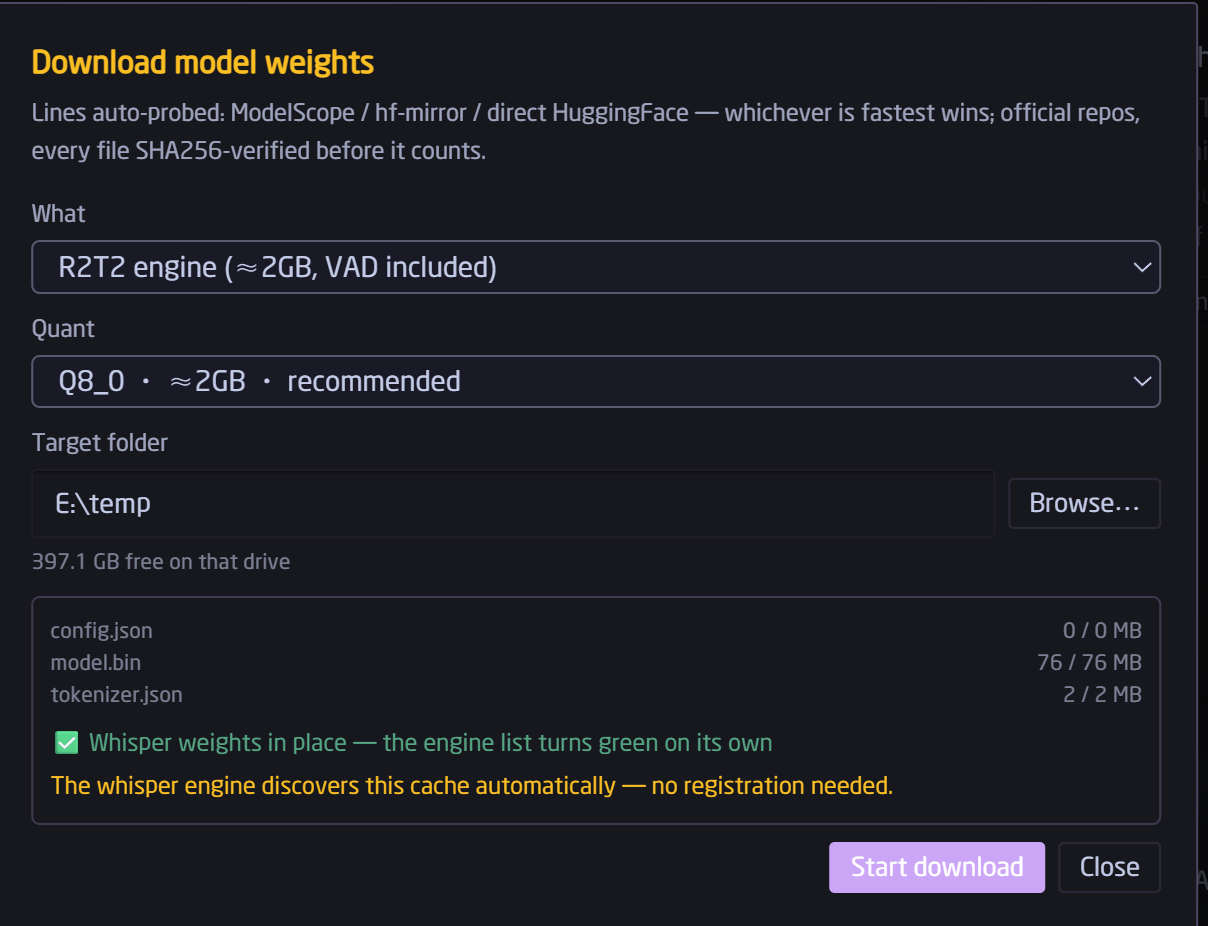 Download model weights
Lines auto-probed: ModelScope / hf-mirror / direct HuggingFace — whichever is fastest wins; official repos,
every file SHA256-verified before it counts.
What
R2T2 engine (≈2GB, VAD included)
Quant
Q8_0 · ≈2GB · recommended
Target folder
E:\temp
Browse…
397.1 GB free on that drive
config.json 0 / 0 MB
model.bin 76 / 76 MB
tokenizer.json 2 / 2 MB
✅ Whisper weights in place — the engine list turns green on its own
The whisper engine discovers this cache automatically — no registration needed.
Start download Close